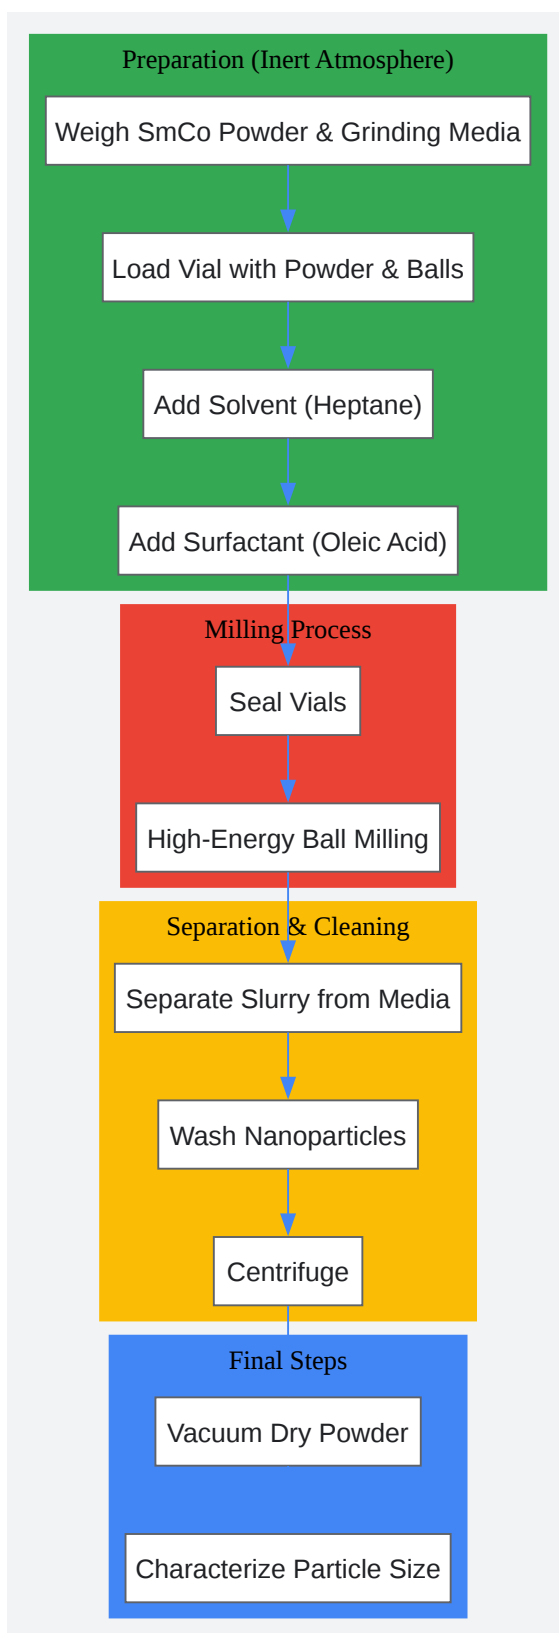 Preparation (Inert Atmosphere)
Weigh SmCo Powder & Grinding Media
Load Vial with Powder & Balls
Add Solvent (Heptane)
Add Surfactant (Oleic Acid)
Milling Process
Seal Vials
High-Energy Ball Milling
Separation & Cleaning
Separate Slurry from Media
Wash Nanoparticles
Centrifuge
Final Steps
Vacuum Dry Powder
Characterize Particle Size